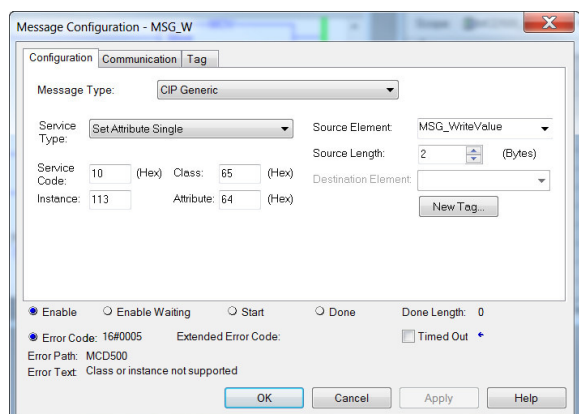 Message Configuration - MSG_W
Configuration Communication Tag
Message Type: CIP Generic
Service Type: Set Attribute Single Source Element: MSG_WriteValue
Source Length: 2 (Bytes)
Service Code: 10 (Hex) Class: 65 (Hex) Destination Element:
Instance: 113 Attribute: 64 (Hex) New Tag...
Enable Enable Waiting Start Done Done Length: 0
Error Code: 16#0005 Extended Error Code: Timed Out
Error Path: MCD500
Error Text: Class or instance not supported
OK Cancel Apply Help